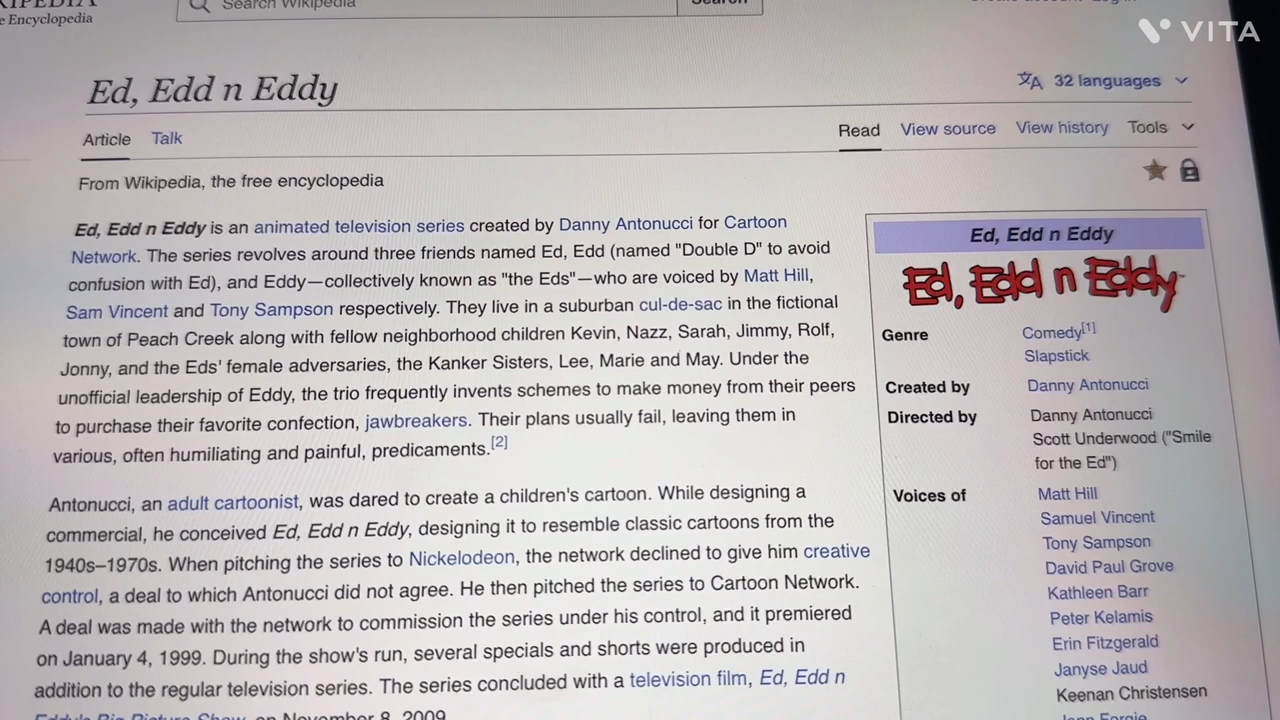 IPEDIA
e Encyclopedia
Search Wikipedia
Search
VITA
Ed, Edd n Eddy
32 languages
Article Talk
Read View source View history Tools
From Wikipedia, the free encyclopedia
Ed, Edd n Eddy is an animated television series created by Danny Antonucci for Cartoon
Network. The series revolves around three friends named Ed, Edd (named "Double D" to avoid
confusion with Ed), and Eddy—collectively known as "the Eds"—who are voiced by Matt Hill,
Sam Vincent and Tony Sampson respectively. They live in a suburban cul-de-sac in the fictional
town of Peach Creek along with fellow neighborhood children Kevin, Nazz, Sarah, Jimmy, Rolf,
Jonny, and the Eds' female adversaries, the Kanker Sisters, Lee, Marie and May. Under the
unofficial leadership of Eddy, the trio frequently invents schemes to make money from their peers
to purchase their favorite confection, jawbreakers. Their plans usually fail, leaving them in
various, often humiliating and painful, predicaments.[2]
Antonucci, an adult cartoonist, was dared to create a children's cartoon. While designing a
commercial, he conceived Ed, Edd n Eddy, designing it to resemble classic cartoons from the
1940s–1970s. When pitching the series to Nickelodeon, the network declined to give him creative
control, a deal to which Antonucci did not agree. He then pitched the series to Cartoon Network.
A deal was made with the network to commission the series under his control, and it premiered
on January 4, 1999. During the show's run, several specials and shorts were produced in
addition to the regular television series. The series concluded with a television film, Ed, Edd n
Eddy's Big Picture Show, on November 8, 2009.
Ed, Edd n Eddy
Ed, Edd n Eddy
Genre Comedy[1]
Slapstick
Created by Danny Antonucci
Directed by Danny Antonucci
Scott Underwood ("Smile
for the Ed")
Voices of Matt Hill
Samuel Vincent
Tony Sampson
David Paul Grove
Kathleen Barr
Peter Kelamis
Erin Fitzgerald
Janyse Jaud
Keenan Christensen
Jenn Forgie